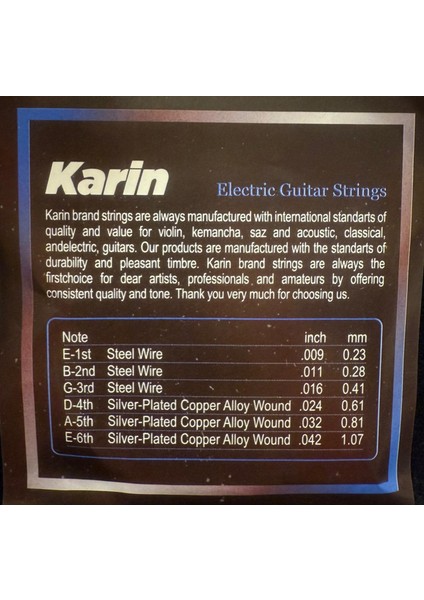 Karin
Electric Guitar Strings
Karin brand strings are always manufactured with international standarts of
quality and value for violin, kemancha, saz and acoustic, classical,
andelectric, guitars. Our products are manufactured with the standarts of
durability and pleasant timbre. Karin brand strings are always the
firstchoice for dear artists, professionals and amateurs by offering
consistent quality and tone. Thank you very much for choosing us.
Note inch mm
E-1st Steel Wire .009 0.23
B-2nd Steel Wire .011 0.28
G-3rd Steel Wire .016 0.41
D-4th Silver-Plated Copper Alloy Wound .024 0.61
A-5th Silver-Plated Copper Alloy Wound .032 0.81
E-6th Silver-Plated Copper Alloy Wound .042 1.07